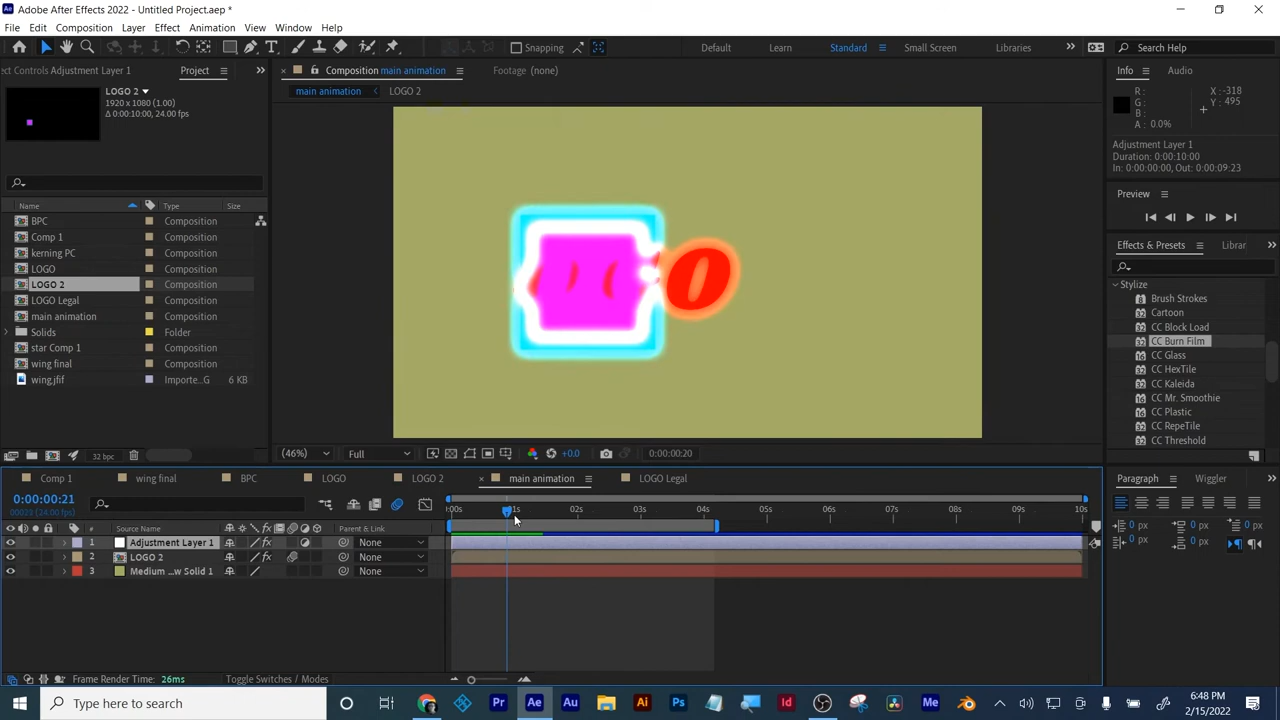 Adobe After Effects 2022 - Untitled Project.aep *
File Edit Composition Layer Effect Animation View Window Help
Snapping Default Learn Standard Small Screen Libraries Search Help
ect Controls Adjustment Layer 1 Project
Composition main animation Footage (none)
main animation LOGO 2
LOGO 2
1920 x 1080 (1.00)
Δ 0:00:10:00, 24.00 fps
Name Type Size
BPC Composition
Comp 1 Composition
kerning PC Composition
LOGO Composition
LOGO 2 Composition
LOGO Legal Composition
main animation Composition
Solids Folder
star Comp 1 Composition
wing final Composition
wing.jfif Importe...G 6 KB
32 bpc
(46%) Full +0.0 0:00:00:20
Info Audio
R : X: -318
G : Y: 495
B :
A : 0.0%
Adjustment Layer 1
Duration: 0:00:10:00
In: 0:00:00:00, Out: 0:00:09:23
Preview
Effects & Presets Librar
Stylize
Brush Strokes
Cartoon
CC Block Load
CC Burn Film
CC Glass
CC HexTile
CC Kaleida
CC Mr. Smoothie
CC Plastic
CC RepeTile
CC Threshold
Paragraph Wiggler
0 px 0 px
0 px 0 px
0 px
Comp 1 wing final BPC LOGO LOGO 2 main animation LOGO Legal
0:00:00:21
00021 (24.00 fps)
:00s 01s 02s 03s 04s 05s 06s 07s 08s 09s 10s
# Source Name Parent & Link
1 Adjustment Layer 1 None
2 LOGO 2 None
3 Medium ...w Solid 1 None
Frame Render Time: 26ms Toggle Switches / Modes
Type here to search
6:48 PM
2/15/2022